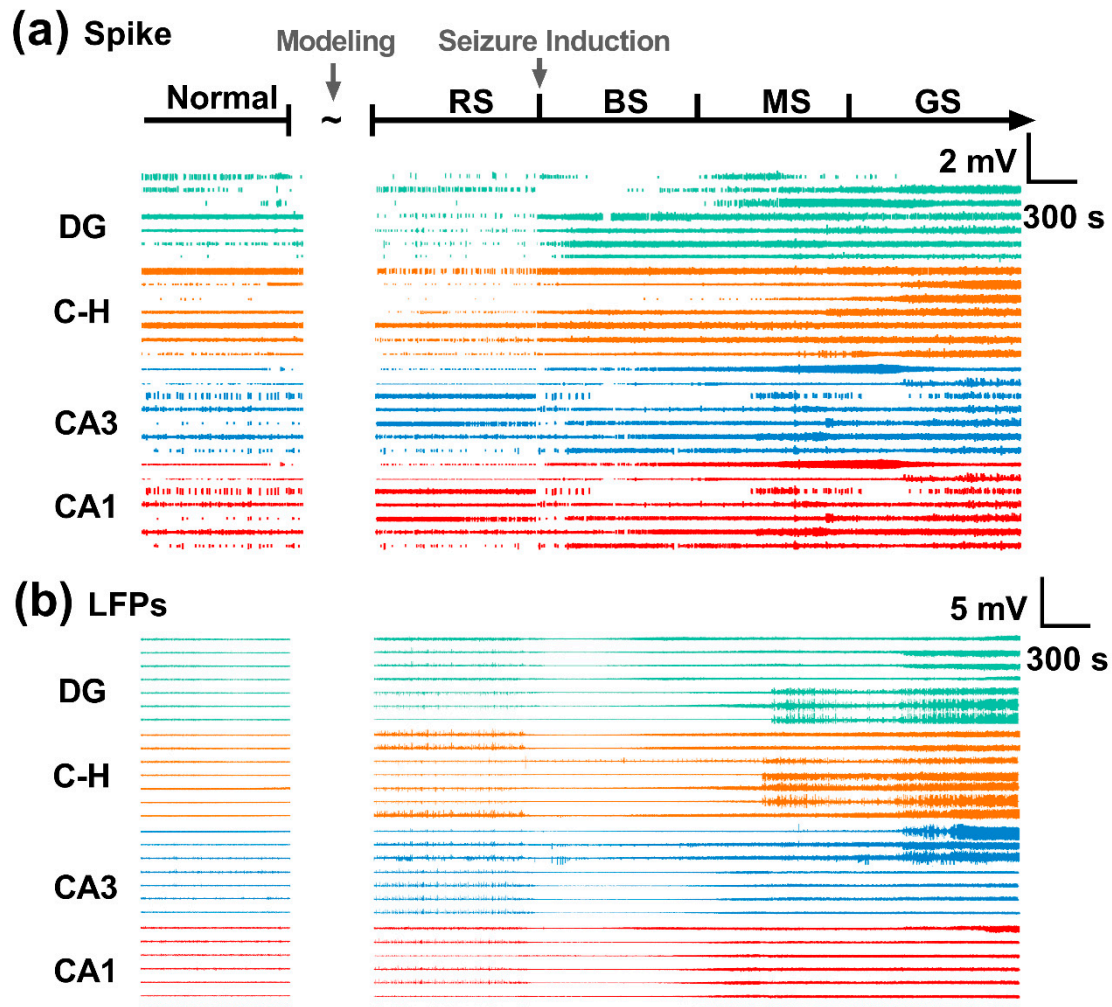 (a) Spike
Modeling
Seizure Induction
Normal
~
RS
BS
MS
GS
2 mV
300 s
DG
C-H
CA3
CA1
(b) LFPs
5 mV
300 s
DG
C-H
CA3
CA1